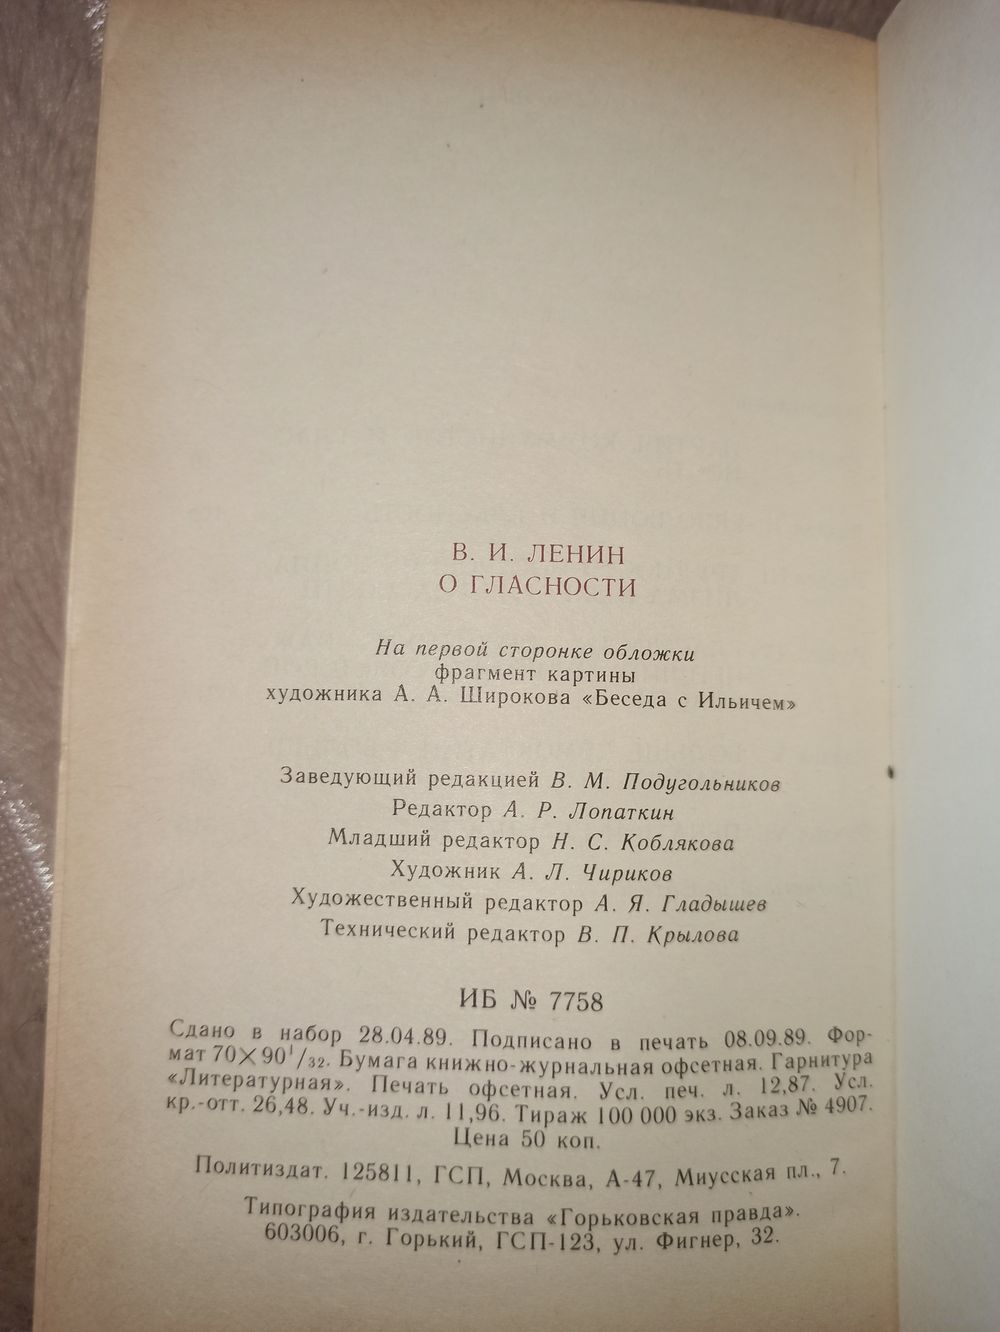 В. И. ЛЕНИН
О ГЛАСНОСТИ
На первой сторонке обложки
фрагмент картины
художника А. А. Широкова «Беседа с Ильичем»
Заведующий редакцией В. М. Подугольников
Редактор А. Р. Лопаткин
Младший редактор Н. С. Коблякова
Художник А. Л. Чириков
Художественный редактор А. Я. Гладышев
Технический редактор В. П. Крылова
ИБ № 7758
Сдано в набор 28.04.89. Подписано в печать 08.09.89. Фор-
мат 70×90¹/₃₂. Бумага книжно-журнальная офсетная. Гарнитура
«Литературная». Печать офсетная. Усл. печ. л. 12,87. Усл.
кр.-отт. 26,48. Уч.-изд. л. 11,96. Тираж 100 000 экз. Заказ № 4907.
Цена 50 коп.
Политиздат. 125811, ГСП, Москва, А-47, Миусская пл., 7.
Типография издательства «Горьковская правда».
603006, г. Горький, ГСП-123, ул. Фигнер, 32.